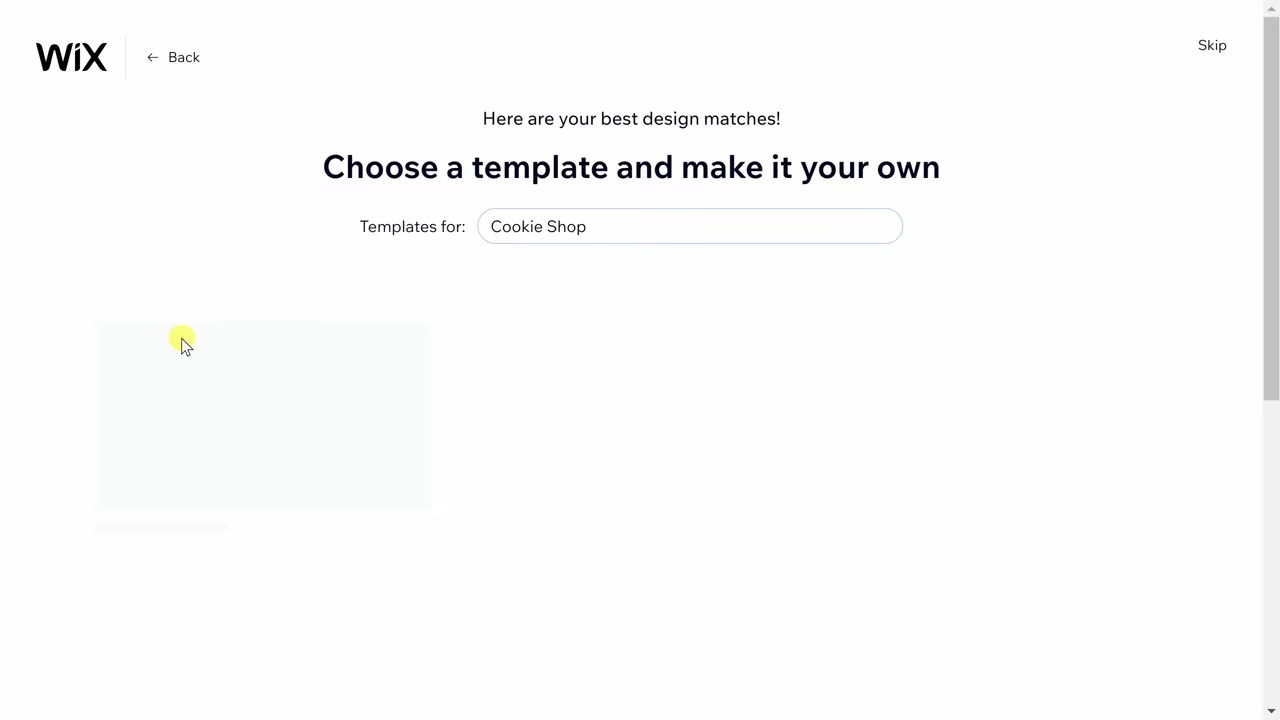 WiX
← Back
Skip
Here are your best design matches!
Choose a template and make it your own
Templates for:
Cookie Shop